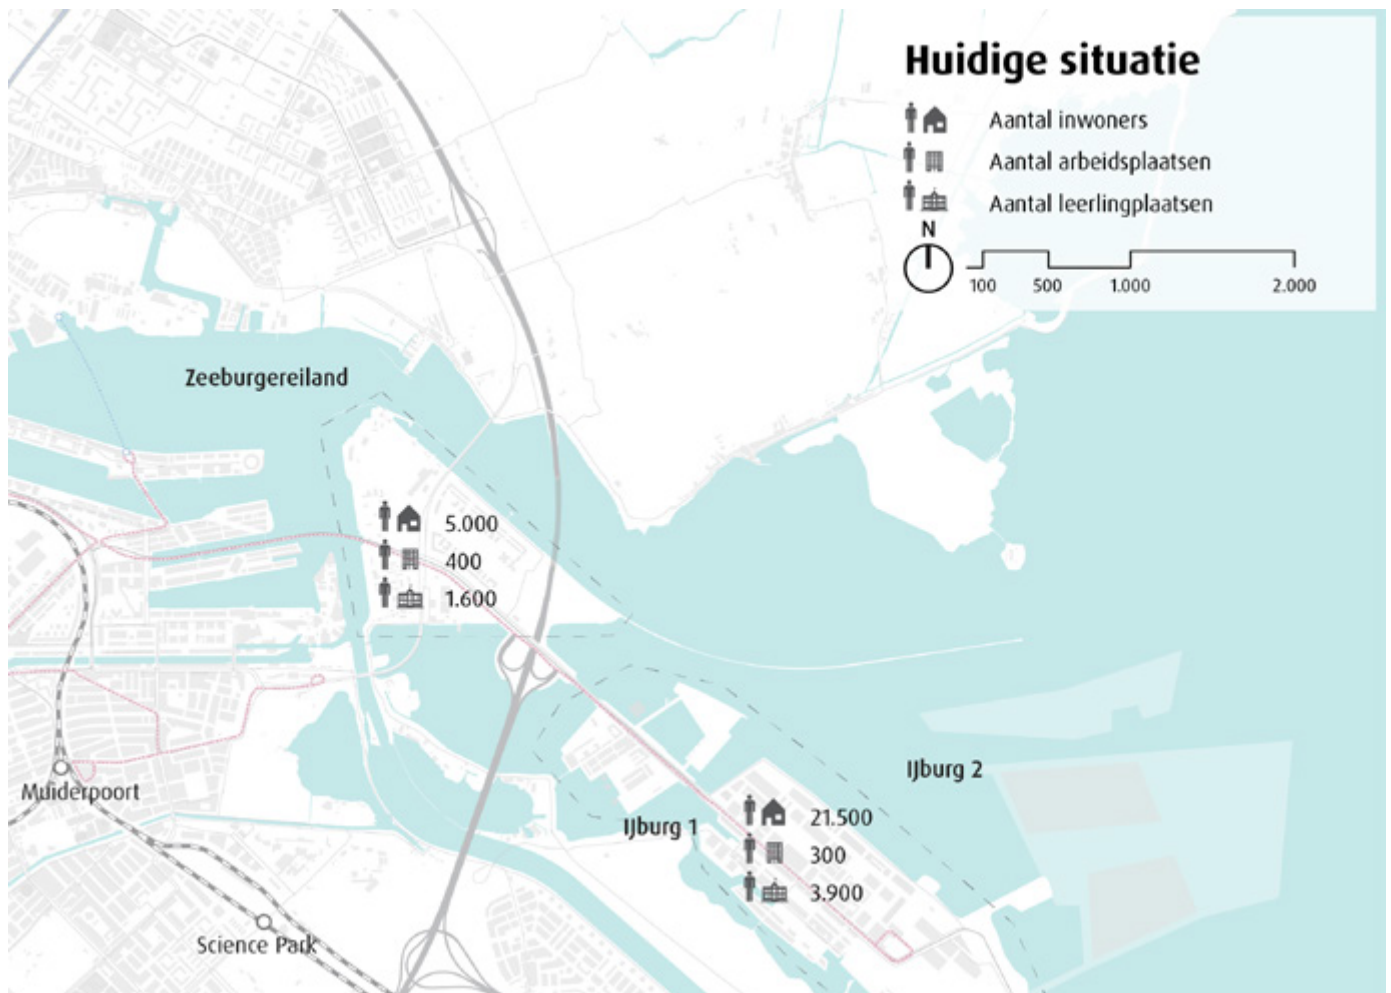 Huidige situatie
Aantal inwoners
Aantal arbeidsplaatsen
Aantal leerlingplaatsen
N
100 500 1.000 2.000
Zeeburgereiland
5.000
400
1.600
IJburg 2
Muiderpoort
IJburg 1
21.500
300
3.900
Science Park